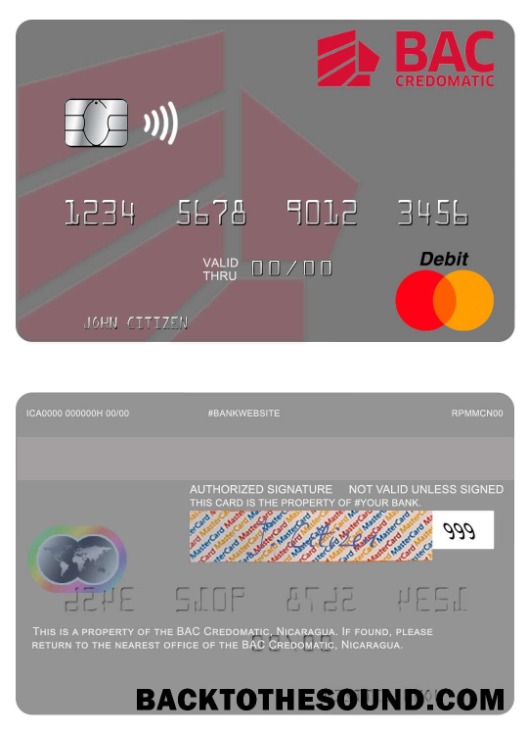 BAC
CREDOMATIC
1234 5678 9012 3456
Debit
VALID
THRU 00/00
JOHN CITIZEN
ICA0000 000000H 00/00 #BANKWEBSITE RPMMCN00
AUTHORIZED SIGNATURE NOT VALID UNLESS SIGNED
THIS CARD IS THE PROPERTY OF #YOUR BANK.
MasterCard
999
THIS IS A PROPERTY OF THE BAC CREDOMATIC, NICARAGUA. IF FOUND, PLEASE
RETURN TO THE NEAREST OFFICE OF THE BAC CREDOMATIC, NICARAGUA.
BACKTOTHESOUND.COM